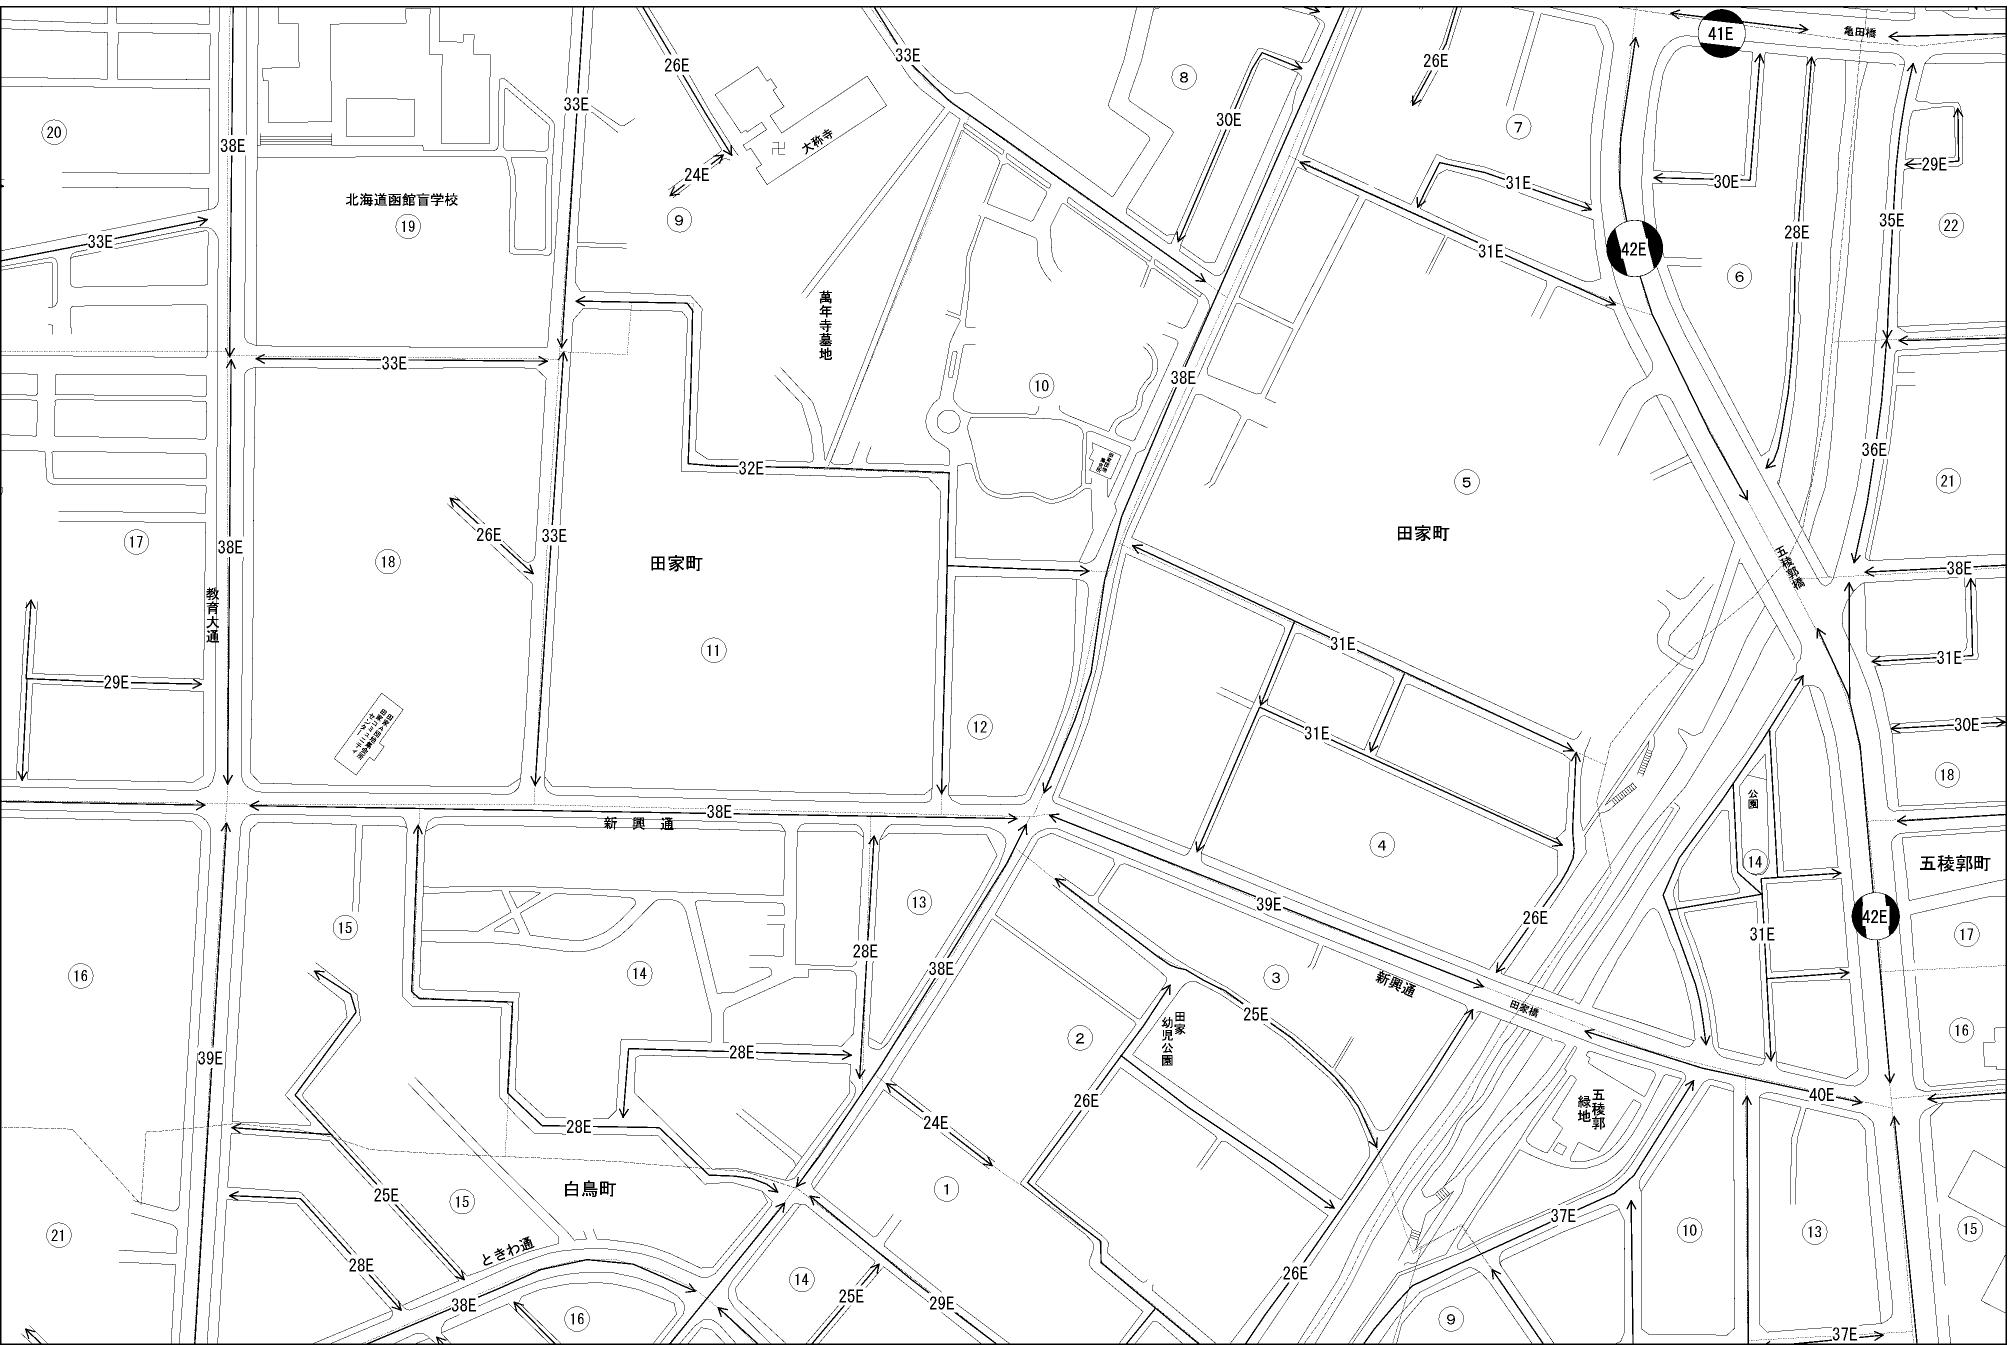 41E
亀田橋
33E
26E
26E
8
20
33E
30E
7
38E
大称寺
24E
31E
30E
29E
北海道函館盲学校
19
9
35E
22
33E
31E
42E
28E
6
萬年寺墓地
33E
10
38E
36E
32E
5
21
26E
33E
田家町
17
38E
18
田家町
五稜郭橋
38E
教育大通
11
31E
31E
29E
12
31E
30E
18
公園
38E
新興通
4
14
五稜郭町
13
39E
26E
42E
15
28E
31E
17
16
14
38E
3
新興通
25E
田家橋
田家
幼児公園
2
16
39E
28E
26E
五稜郭
緑地
40E
28E
24E
25E
15
白鳥町
1
37E
10
13
15
21
ときわ通
28E
14
26E
38E
16
25E
29E
9
37E